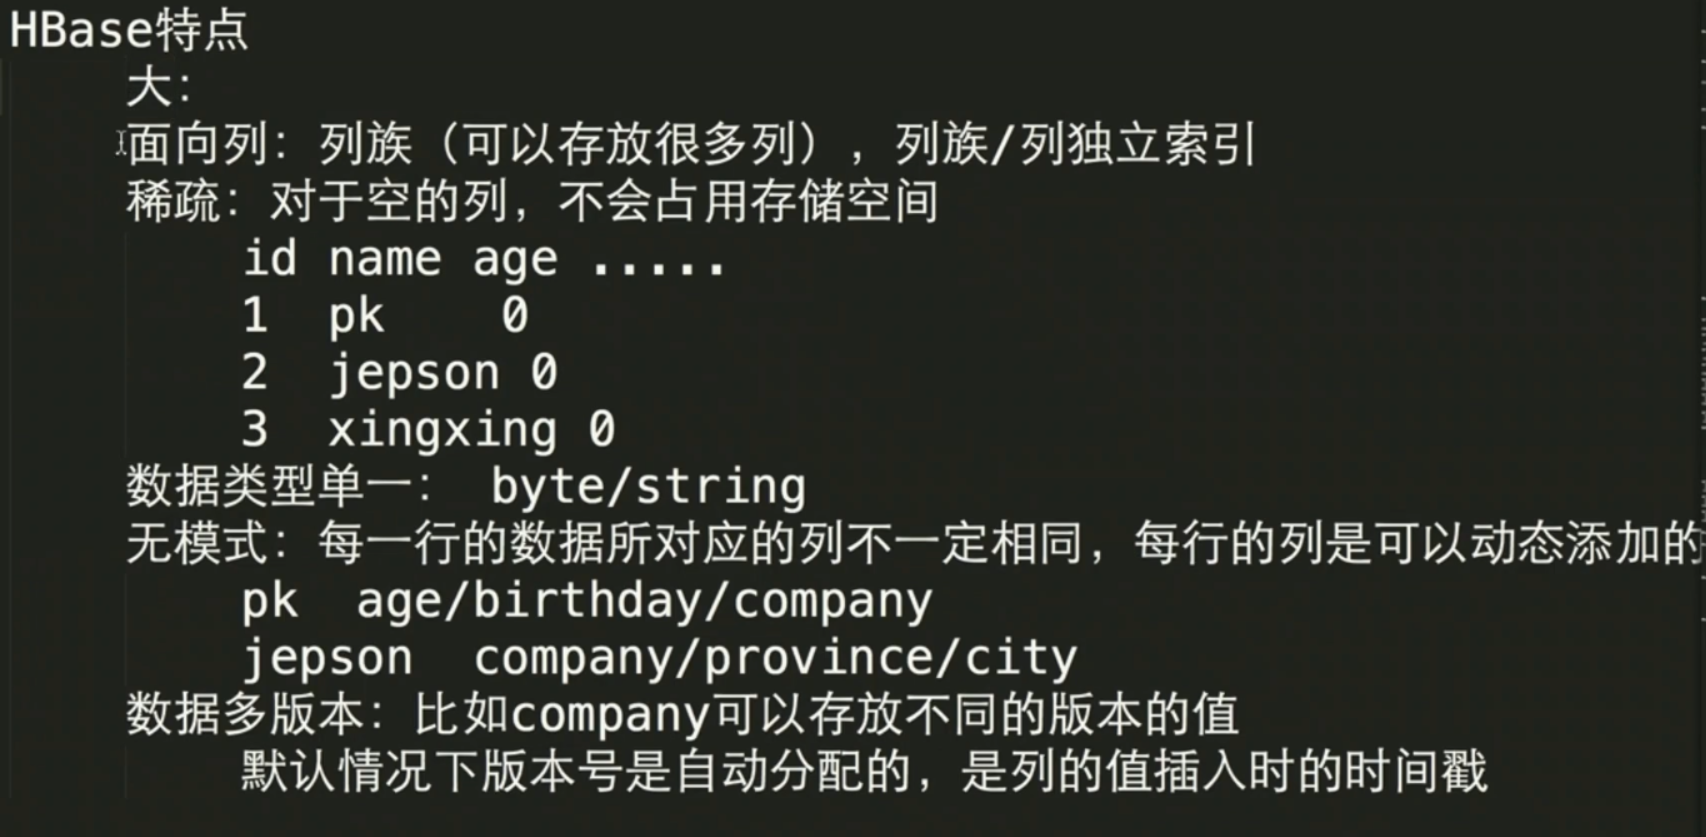 HBase特点
大：
面向列：列族（可以存放很多列），列族/列独立索引
稀疏：对于空的列，不会占用存储空间
id name age .....
1 pk 0
2 jepson 0
3 xingxing 0
数据类型单一： byte/string
无模式：每一行的数据所对应的列不一定相同，每行的列是可以动态添加的
pk age/birthday/company
jepson company/province/city
数据多版本：比如company可以存放不同的版本的值
默认情况下版本号是自动分配的，是列的值插入时的时间戳